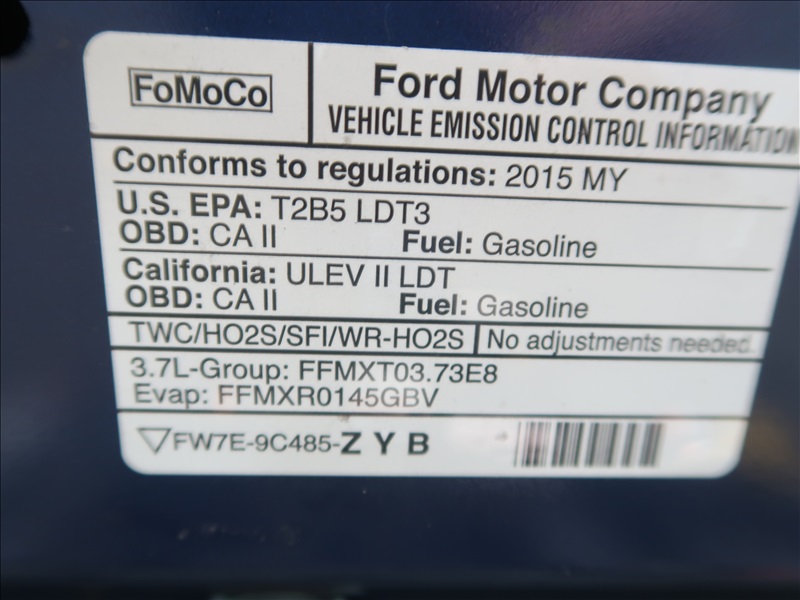 FoMoCo
Ford Motor Company
VEHICLE EMISSION CONTROL INFORMATION
Conforms to regulations: 2015 MY
U.S. EPA: T2B5 LDT3
OBD: CA II Fuel: Gasoline
California: ULEV II LDT
OBD: CA II Fuel: Gasoline
TWC/HO2S/SFI/WR-HO2S No adjustments needed.
3.7L-Group: FFMXT03.73E8
Evap: FFMXR0145GBV
FW7E-9C485-Z Y B